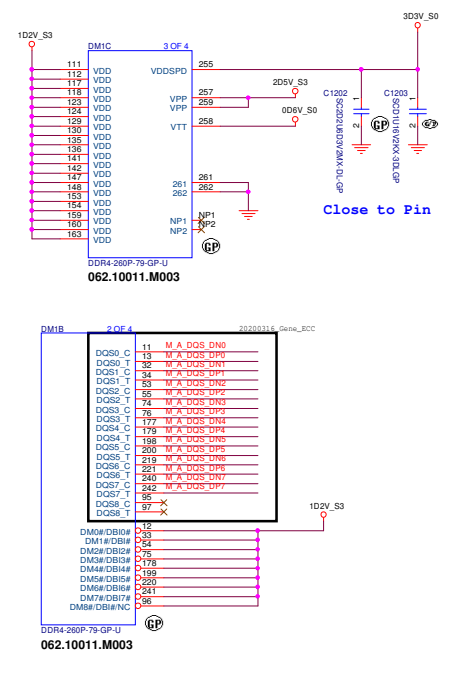 3D3V_S0
1D2V_S3
DM1C 3 OF 4
111 VDD VDDSPD 255
112 VDD
117 VDD 2D5V_S3
118 VDD VPP 257
123 VDD VPP 259
124 VDD 0D6V_S0
129 VDD VTT 258
130 VDD
135 VDD
136 VDD
141 VDD
142 VDD
147 VDD 261 261
148 VDD 262 262
153 VDD
154 VDD
159 VDD NP1 NP1
160 VDD NP2 NP2
163 VDD
C1202
SC2D2U6D3V2MX-DL-GP
1
2
GP
C1203
SCD1U16V2KX-3DLGP
1
2
Close to Pin
GP
DDR4-260P-79-GP-U
062.10011.M003
DM1B 2 OF 4 20200316_Gene_ECC
DQS0_C 11 M_A_DQS_DN0
DQS0_T 13 M_A_DQS_DP0
DQS1_C 32 M_A_DQS_DN1
DQS1_T 34 M_A_DQS_DP1
DQS2_C 53 M_A_DQS_DN2
DQS2_T 55 M_A_DQS_DP2
DQS3_C 74 M_A_DQS_DN3
DQS3_T 76 M_A_DQS_DP3
DQS4_C 177 M_A_DQS_DN4
DQS4_T 179 M_A_DQS_DP4
DQS5_C 198 M_A_DQS_DN5
DQS5_T 200 M_A_DQS_DP5
DQS6_C 219 M_A_DQS_DN6
DQS6_T 221 M_A_DQS_DP6
DQS7_C 240 M_A_DQS_DN7
DQS7_T 242 M_A_DQS_DP7
DQS8_C 95
DQS8_T 97
1D2V_S3
DM0#/DBI0# 12
DM1#/DBI# 33
DM2#/DBI2# 54
DM3#/DBI3# 75
DM4#/DBI4# 178
DM5#/DBI5# 199
DM6#/DBI6# 220
DM7#/DBI7# 241
DM8#/DBI#/NC 96
GP
DDR4-260P-79-GP-U
062.10011.M003